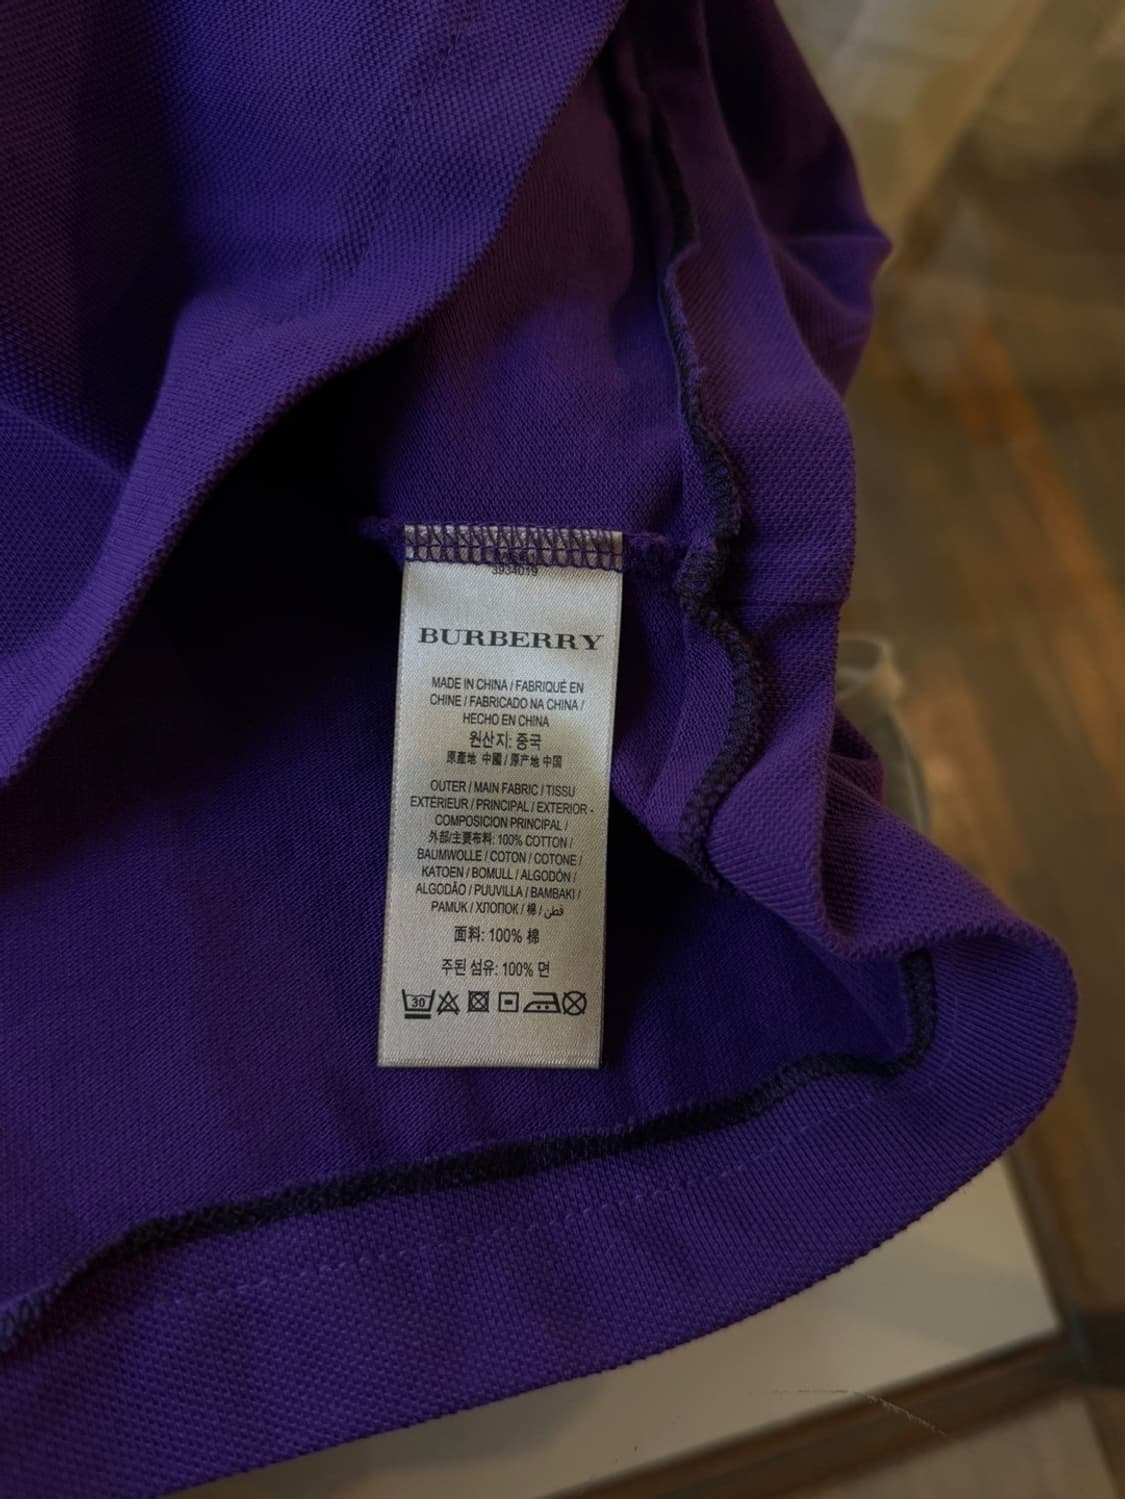 3934019
BURBERRY
MADE IN CHINA / FABRIQUÉ EN
CHINE / FABRICADO NA CHINA /
HECHO EN CHINA
원산지: 중국
原產地 中國 / 原产地 中国
OUTER / MAIN FABRIC / TISSU
EXTÉRIEUR / PRINCIPAL / EXTERIOR -
COMPOSICION PRINCIPAL /
外部/主要布料: 100% COTTON /
BAUMWOLLE / COTON / COTONE /
KATOEN / BOMULL / ALGODÓN /
ALGODÃO / PUUVILLA / BAMBAKI /
PAMUK / ХЛОПОК / 棉 / قطن
面料: 100% 棉
주된 섬유: 100% 면
30